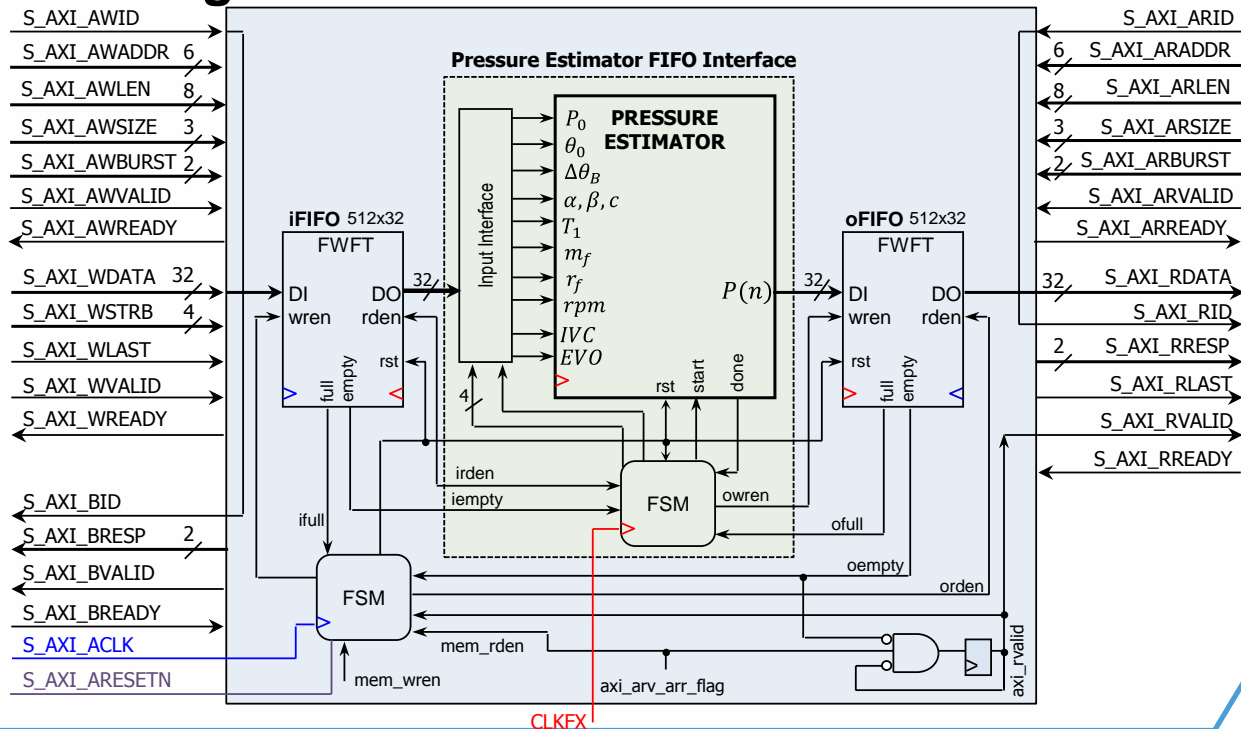 S_AXI_AWID
S_AXI_AWADDR 6
S_AXI_AWLEN 8
S_AXI_AWSIZE 3
S_AXI_AWBURST 2
S_AXI_AWVALID
S_AXI_AWREADY
S_AXI_WDATA 32
S_AXI_WSTRB 4
S_AXI_WLAST
S_AXI_WVALID
S_AXI_WREADY
S_AXI_BID
S_AXI_BRESP 2
S_AXI_BVALID
S_AXI_BREADY
S_AXI_ACLK
S_AXI_ARESETN
iFIFO 512x32
FWFT
DI DO
wren rden
rst
full
empty
32
Pressure Estimator FIFO Interface
Input Interface
PRESSURE
ESTIMATOR
P₀
θ₀
Δθ_B
α, β, c
T₁
m_f
r_f
rpm
IVC
EVO
P(n)
rst
start
done
4
irden
iempty
FSM
owren
ofull
32
oFIFO 512x32
FWFT
DI DO
wren rden
rst
full
empty
ifull
FSM
oempty
orden
mem_rden
mem_wren
axi_arv_arr_flag
axi_rvalid
CLKFX
S_AXI_ARID
6 S_AXI_ARADDR
8 S_AXI_ARLEN
3 S_AXI_ARSIZE
2 S_AXI_ARBURST
S_AXI_ARVALID
S_AXI_ARREADY
32 S_AXI_RDATA
S_AXI_RID
2 S_AXI_RRESP
S_AXI_RLAST
S_AXI_RVALID
S_AXI_RREADY